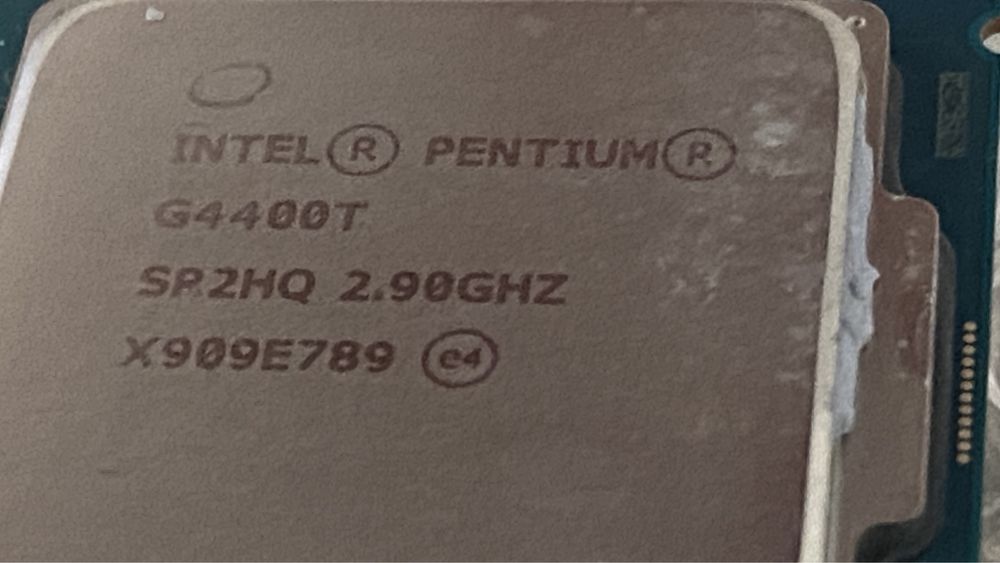 INTEL® PENTIUM®
G4400T
SR2HQ 2.90GHZ
X909E789 e4